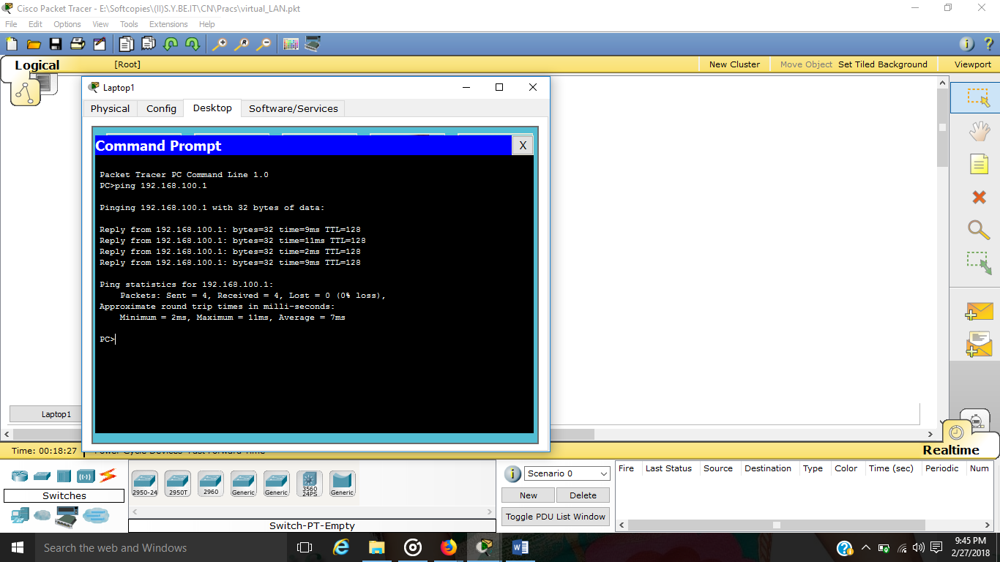 Cisco Packet Tracer - E:\Softcopies\(II)S.Y.BE.IT\CN\Pracs\virtual_LAN.pkt
File Edit Options View Tools Extensions Help
Logical [Root] New Cluster Move Object Set Tiled Background Viewport
Laptop1
Physical Config Desktop Software/Services
Command Prompt X
Packet Tracer PC Command Line 1.0
PC>ping 192.168.100.1
Pinging 192.168.100.1 with 32 bytes of data:
Reply from 192.168.100.1: bytes=32 time=9ms TTL=128
Reply from 192.168.100.1: bytes=32 time=11ms TTL=128
Reply from 192.168.100.1: bytes=32 time=2ms TTL=128
Reply from 192.168.100.1: bytes=32 time=9ms TTL=128
Ping statistics for 192.168.100.1:
Packets: Sent = 4, Received = 4, Lost = 0 (0% loss),
Approximate round trip times in milli-seconds:
Minimum = 2ms, Maximum = 11ms, Average = 7ms
PC>
Laptop1
Time: 00:18:27 Power Cycle Devices Fast Forward Time Realtime
Fire Last Status Source Destination Type Color Time (sec) Periodic Num
Scenario 0
2950-24 2950T 2960 Generic Generic 3560 24PS Generic
Switches
New Delete
Toggle PDU List Window
Switch-PT-Empty
Search the web and Windows
9:45 PM
2/27/2018